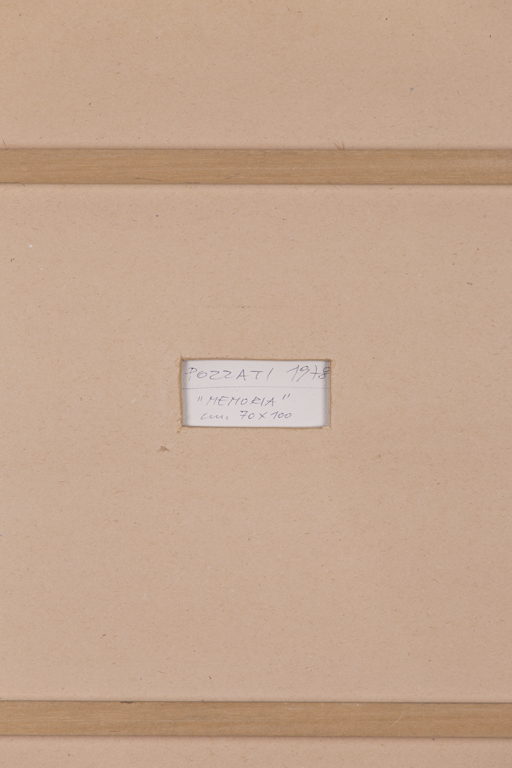 POZZATI 1978
"MEMORIA"
cm. 70 x 100